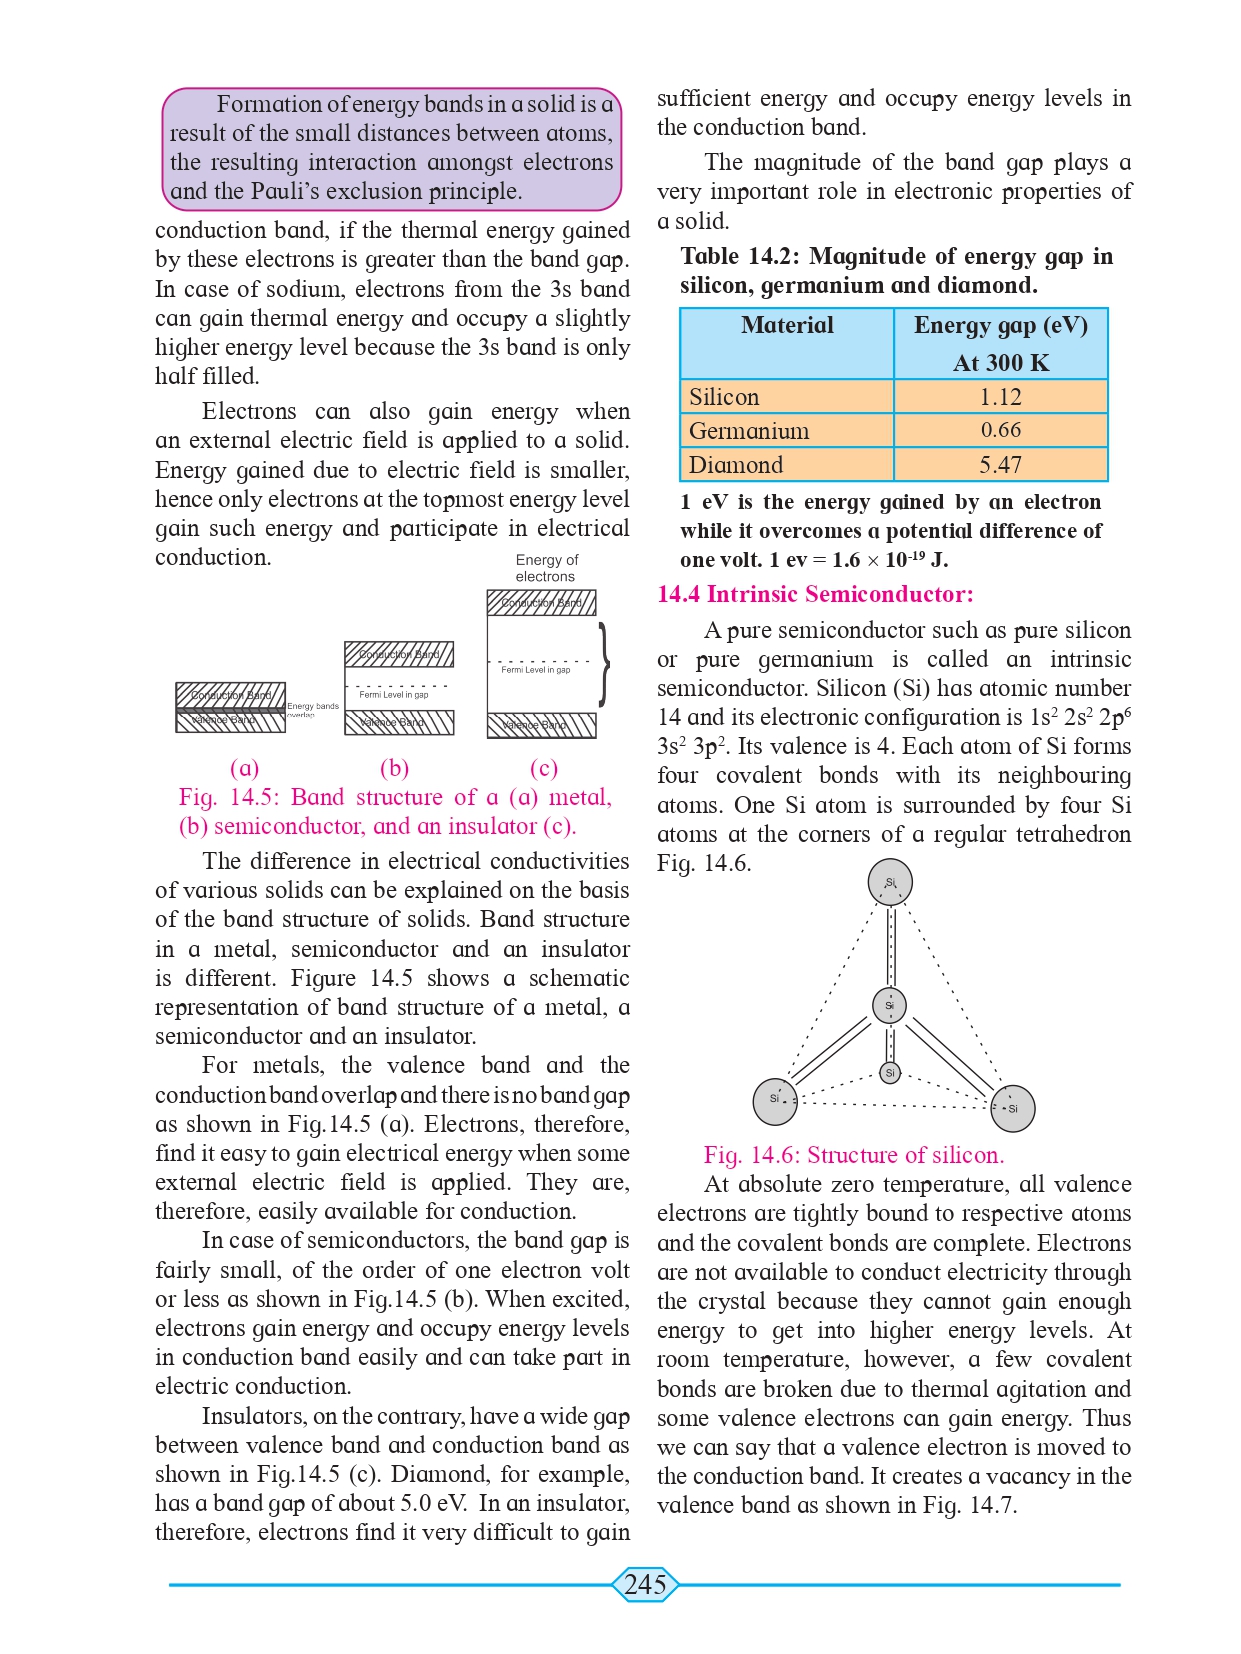 Formation of energy bands in a solid is a
result of the small distances between atoms,
the resulting interaction amongst electrons
and the Pauli’s exclusion principle.
conduction band, if the thermal energy gained
by these electrons is greater than the band gap.
In case of sodium, electrons from the 3s band
can gain thermal energy and occupy a slightly
higher energy level because the 3s band is only
half filled.
Electrons can also gain energy when
an external electric field is applied to a solid.
Energy gained due to electric field is smaller,
hence only electrons at the topmost energy level
gain such energy and participate in electrical
conduction.
Energy of
electrons
Conduction Band
Fermi Level in gap
Valence Band
Conduction Band
Fermi Level in gap
Valence Band
Conduction Band
Valence Band
Energy bands
overlap
(a) (b) (c)
Fig. 14.5: Band structure of a (a) metal,
(b) semiconductor, and an insulator (c).
The difference in electrical conductivities
of various solids can be explained on the basis
of the band structure of solids. Band structure
in a metal, semiconductor and an insulator
is different. Figure 14.5 shows a schematic
representation of band structure of a metal, a
semiconductor and an insulator.
For metals, the valence band and the
conduction band overlap and there is no band gap
as shown in Fig.14.5 (a). Electrons, therefore,
find it easy to gain electrical energy when some
external electric field is applied. They are,
therefore, easily available for conduction.
In case of semiconductors, the band gap is
fairly small, of the order of one electron volt
or less as shown in Fig.14.5 (b). When excited,
electrons gain energy and occupy energy levels
in conduction band easily and can take part in
electric conduction.
Insulators, on the contrary, have a wide gap
between valence band and conduction band as
shown in Fig.14.5 (c). Diamond, for example,
has a band gap of about 5.0 eV. In an insulator,
therefore, electrons find it very difficult to gain
sufficient energy and occupy energy levels in
the conduction band.
The magnitude of the band gap plays a
very important role in electronic properties of
a solid.
Table 14.2: Magnitude of energy gap in
silicon, germanium and diamond.
Material Energy gap (eV)
At 300 K
Silicon 1.12
Germanium 0.66
Diamond 5.47
1 eV is the energy gained by an electron
while it overcomes a potential difference of
one volt. 1 ev = 1.6 × 10⁻¹⁹ J.
14.4 Intrinsic Semiconductor:
A pure semiconductor such as pure silicon
or pure germanium is called an intrinsic
semiconductor. Silicon (Si) has atomic number
14 and its electronic configuration is 1s² 2s² 2p⁶
3s² 3p². Its valence is 4. Each atom of Si forms
four covalent bonds with its neighbouring
atoms. One Si atom is surrounded by four Si
atoms at the corners of a regular tetrahedron
Fig. 14.6.
Si
Si
Si
Si
Si
Fig. 14.6: Structure of silicon.
At absolute zero temperature, all valence
electrons are tightly bound to respective atoms
and the covalent bonds are complete. Electrons
are not available to conduct electricity through
the crystal because they cannot gain enough
energy to get into higher energy levels. At
room temperature, however, a few covalent
bonds are broken due to thermal agitation and
some valence electrons can gain energy. Thus
we can say that a valence electron is moved to
the conduction band. It creates a vacancy in the
valence band as shown in Fig. 14.7.
245